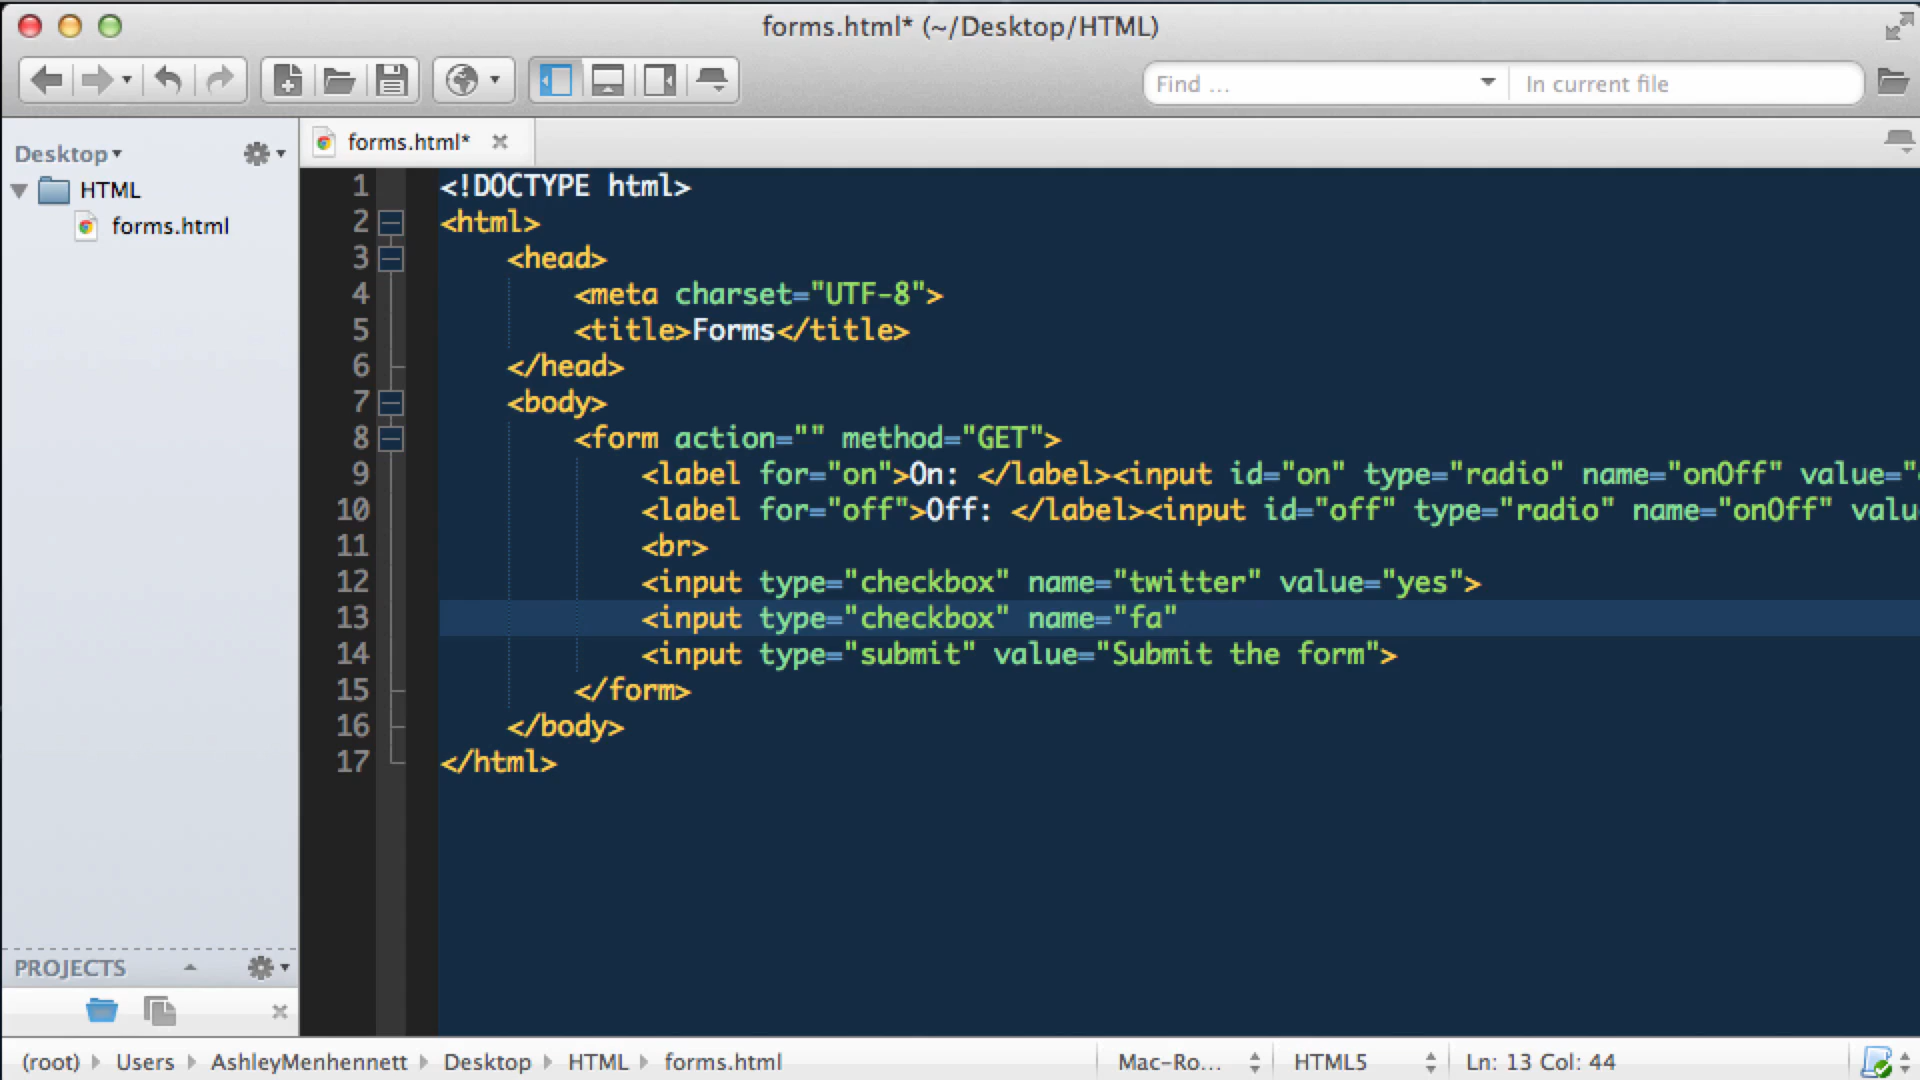 forms.html* (~/Desktop/HTML)
Find ...
In current file
Desktop
HTML
forms.html
forms.html*
1 <!DOCTYPE html>
2 <html>
3 <head>
4 <meta charset="UTF-8">
5 <title>Forms</title>
6 </head>
7 <body>
8 <form action="" method="GET">
9 <label for="on">On: </label><input id="on" type="radio" name="onOff" value="
10 <label for="off">Off: </label><input id="off" type="radio" name="onOff" valu
11 <br>
12 <input type="checkbox" name="twitter" value="yes">
13 <input type="checkbox" name="fa"
14 <input type="submit" value="Submit the form">
15 </form>
16 </body>
17 </html>
PROJECTS
(root) Users AshleyMenhennett Desktop HTML forms.html
Mac-Ro...
HTML5
Ln: 13 Col: 44